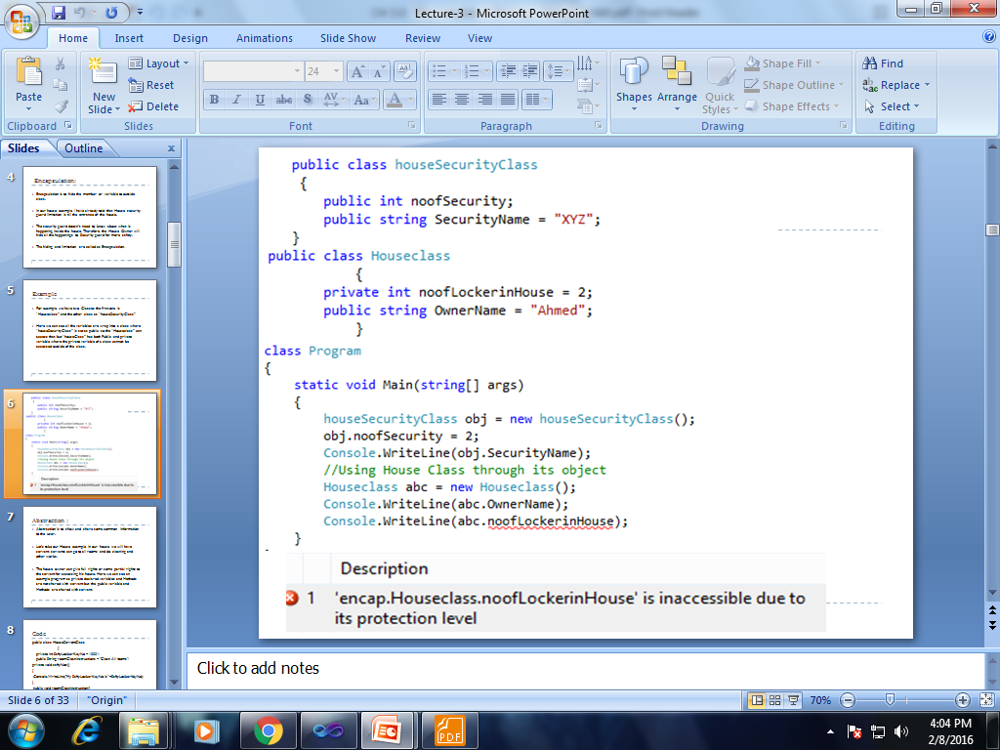 Lecture-3 - Microsoft PowerPoint
Home Insert Design Animations Slide Show Review View
Paste
New Slide
Layout
Reset
Delete
24
Shapes Arrange Quick Styles
Shape Fill
Shape Outline
Shape Effects
Find
Replace
Select
Clipboard Slides Font Paragraph Drawing Editing
Slides Outline x
4
Encapsulation:
5
Example
6
7
Abstraction :
8
Code
public class houseSecurityClass
{
public int noofSecurity;
public string SecurityName = "XYZ";
}
public class Houseclass
{
private int noofLockerinHouse = 2;
public string OwnerName = "Ahmed";
}
class Program
{
static void Main(string[] args)
{
houseSecurityClass obj = new houseSecurityClass();
obj.noofSecurity = 2;
Console.WriteLine(obj.SecurityName);
//Using House Class through its object
Houseclass abc = new Houseclass();
Console.WriteLine(abc.OwnerName);
Console.WriteLine(abc.noofLockerinHouse);
}
Description
1 'encap.Houseclass.noofLockerinHouse' is inaccessible due to
its protection level
Click to add notes
Slide 6 of 33 "Origin" 70%
PDF
4:04 PM
2/8/2016